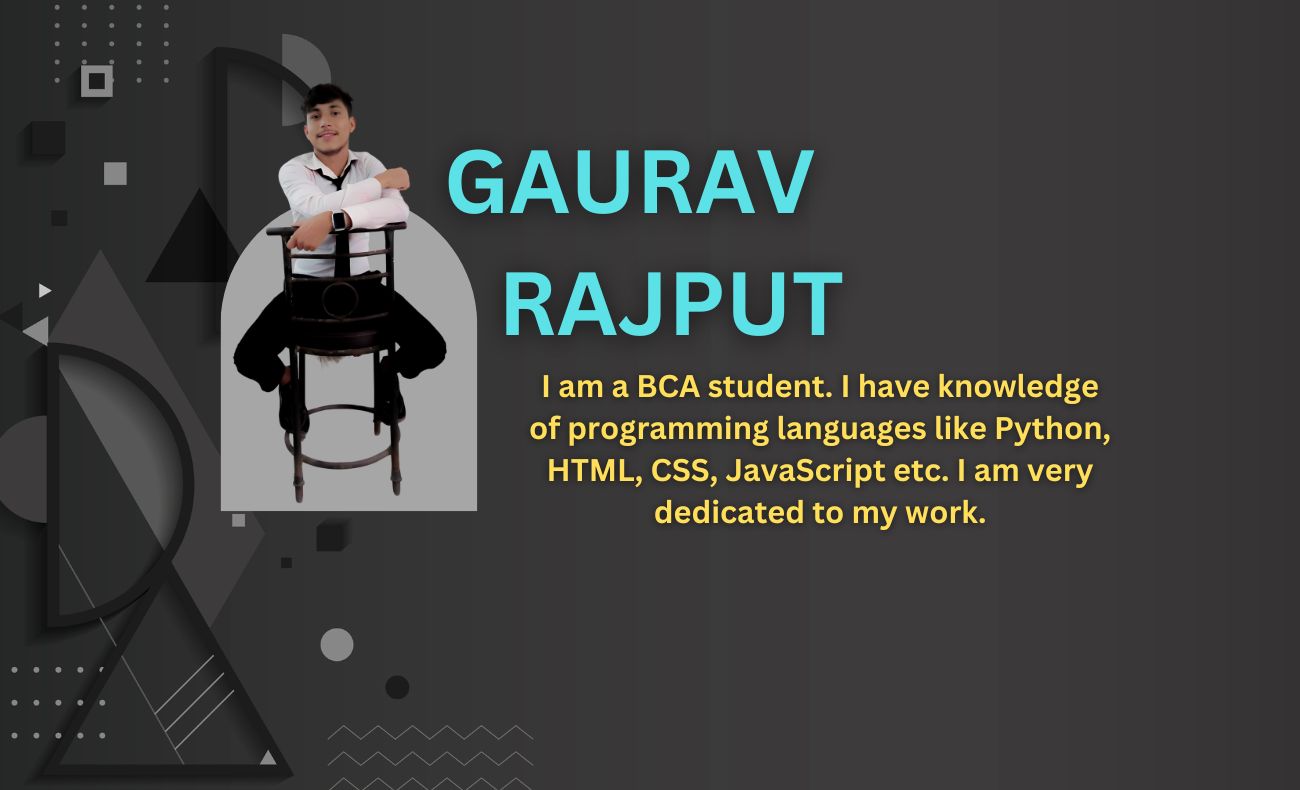 GAURAV
RAJPUT
I am a BCA student. I have knowledge
of programming languages like Python,
HTML, CSS, JavaScript etc. I am very
dedicated to my work.